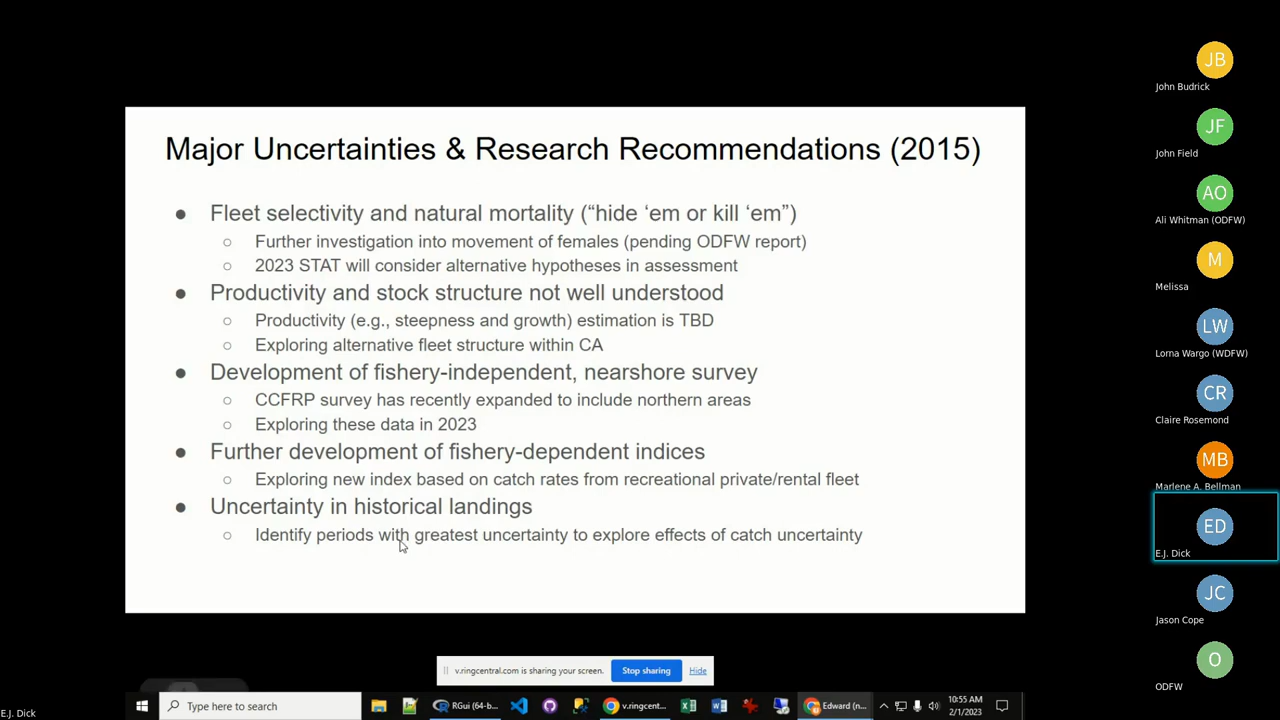 Major Uncertainties & Research Recommendations (2015)
● Fleet selectivity and natural mortality (“hide ‘em or kill ‘em”)
○ Further investigation into movement of females (pending ODFW report)
○ 2023 STAT will consider alternative hypotheses in assessment
● Productivity and stock structure not well understood
○ Productivity (e.g., steepness and growth) estimation is TBD
○ Exploring alternative fleet structure within CA
● Development of fishery-independent, nearshore survey
○ CCFRP survey has recently expanded to include northern areas
○ Exploring these data in 2023
● Further development of fishery-dependent indices
○ Exploring new index based on catch rates from recreational private/rental fleet
● Uncertainty in historical landings
○ Identify periods with greatest uncertainty to explore effects of catch uncertainty
v.ringcentral.com is sharing your screen.
Stop sharing
Hide
Type here to search
RGui (64-b...
v.ringcent...
Edward (n...
10:55 AM
2/1/2023
E.J. Dick
JB
John Budrick
JF
John Field
AO
Ali Whitman (ODFW)
M
Melissa
LW
Lorna Wargo (WDFW)
CR
Claire Rosemond
MB
Marlene A. Bellman
ED
E.J. Dick
JC
Jason Cope
O
ODFW